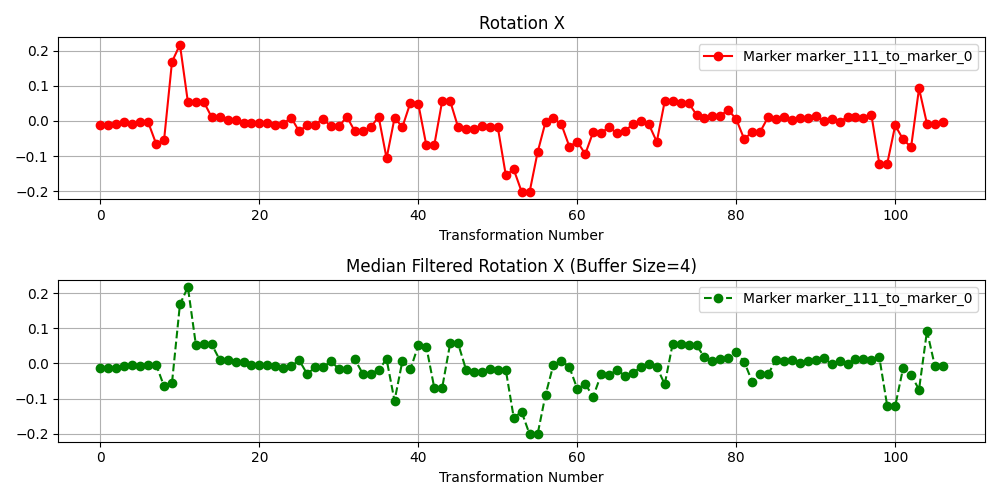 Rotation X
Marker marker_111_to_marker_0
0.2
0.1
0.0
−0.1
−0.2
0 20 40 60 80 100
Transformation Number
Median Filtered Rotation X (Buffer Size=4)
Marker marker_111_to_marker_0
0.2
0.1
0.0
−0.1
−0.2
0 20 40 60 80 100
Transformation Number